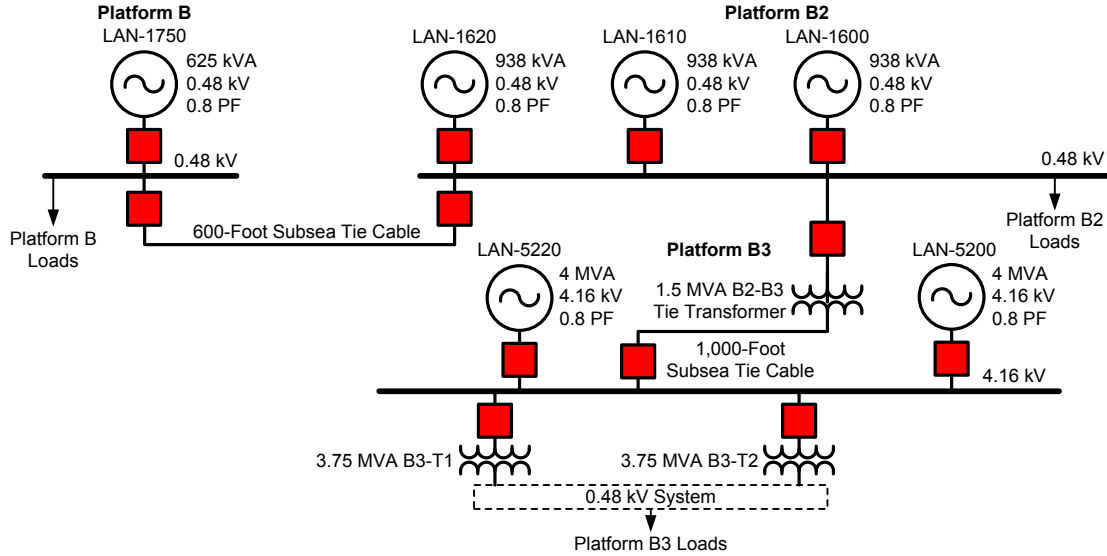 Platform B
LAN-1750
625 kVA
0.48 kV
0.8 PF
0.48 kV
Platform B
Loads
600-Foot Subsea Tie Cable
Platform B2
LAN-1620
938 kVA
0.48 kV
0.8 PF
LAN-1610
938 kVA
0.48 kV
0.8 PF
LAN-1600
938 kVA
0.48 kV
0.8 PF
0.48 kV
Platform B2
Loads
Platform B3
LAN-5220
4 MVA
4.16 kV
0.8 PF
1.5 MVA B2-B3
Tie Transformer
1,000-Foot
Subsea Tie Cable
LAN-5200
4 MVA
4.16 kV
0.8 PF
4.16 kV
3.75 MVA B3-T1
3.75 MVA B3-T2
0.48 kV System
Platform B3 Loads